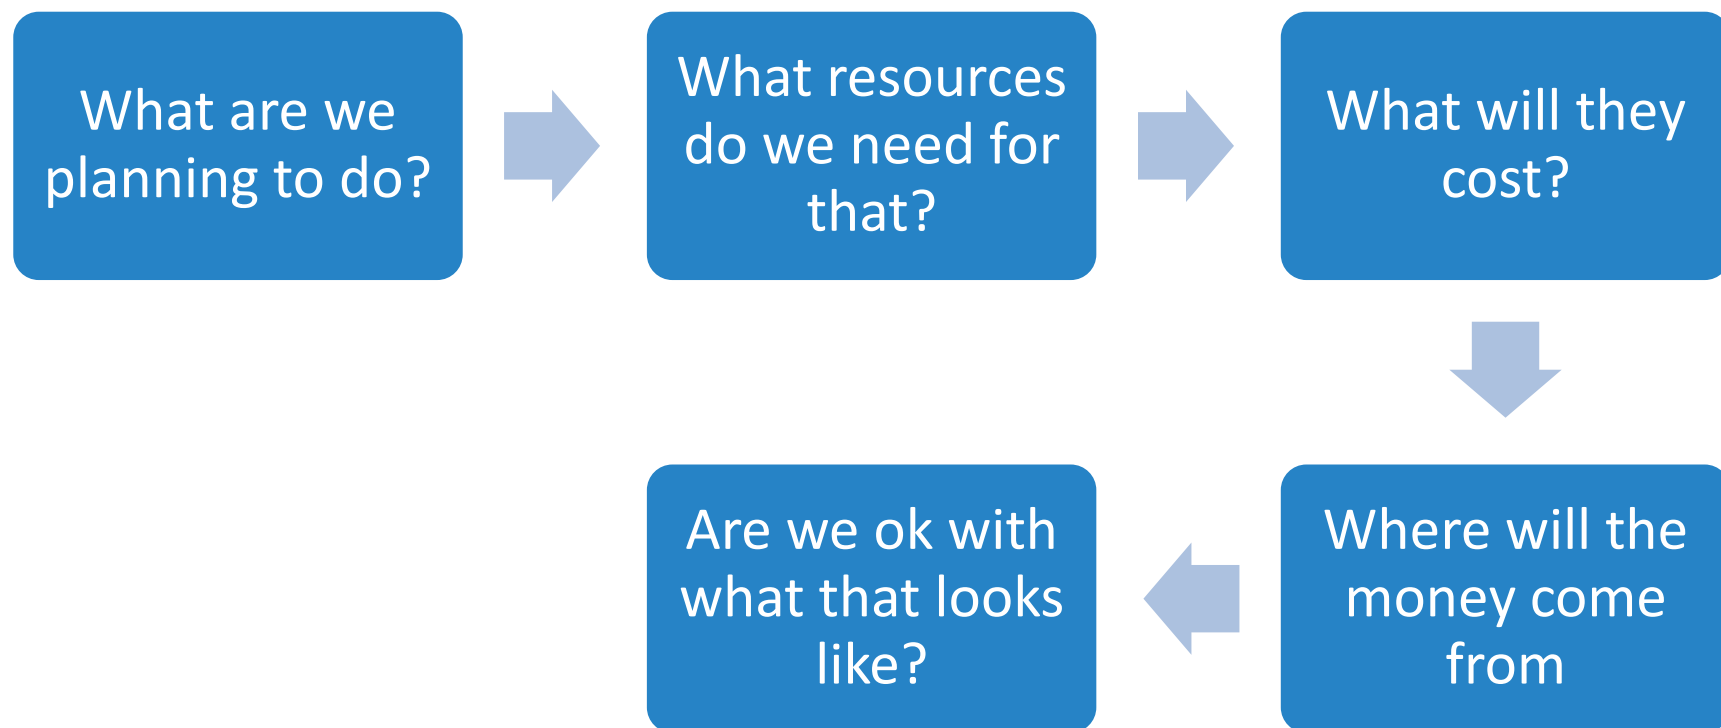 What are we
planning to do?
What resources
do we need for
that?
What will they
cost?
Where will the
money come
from
Are we ok with
what that looks
like?